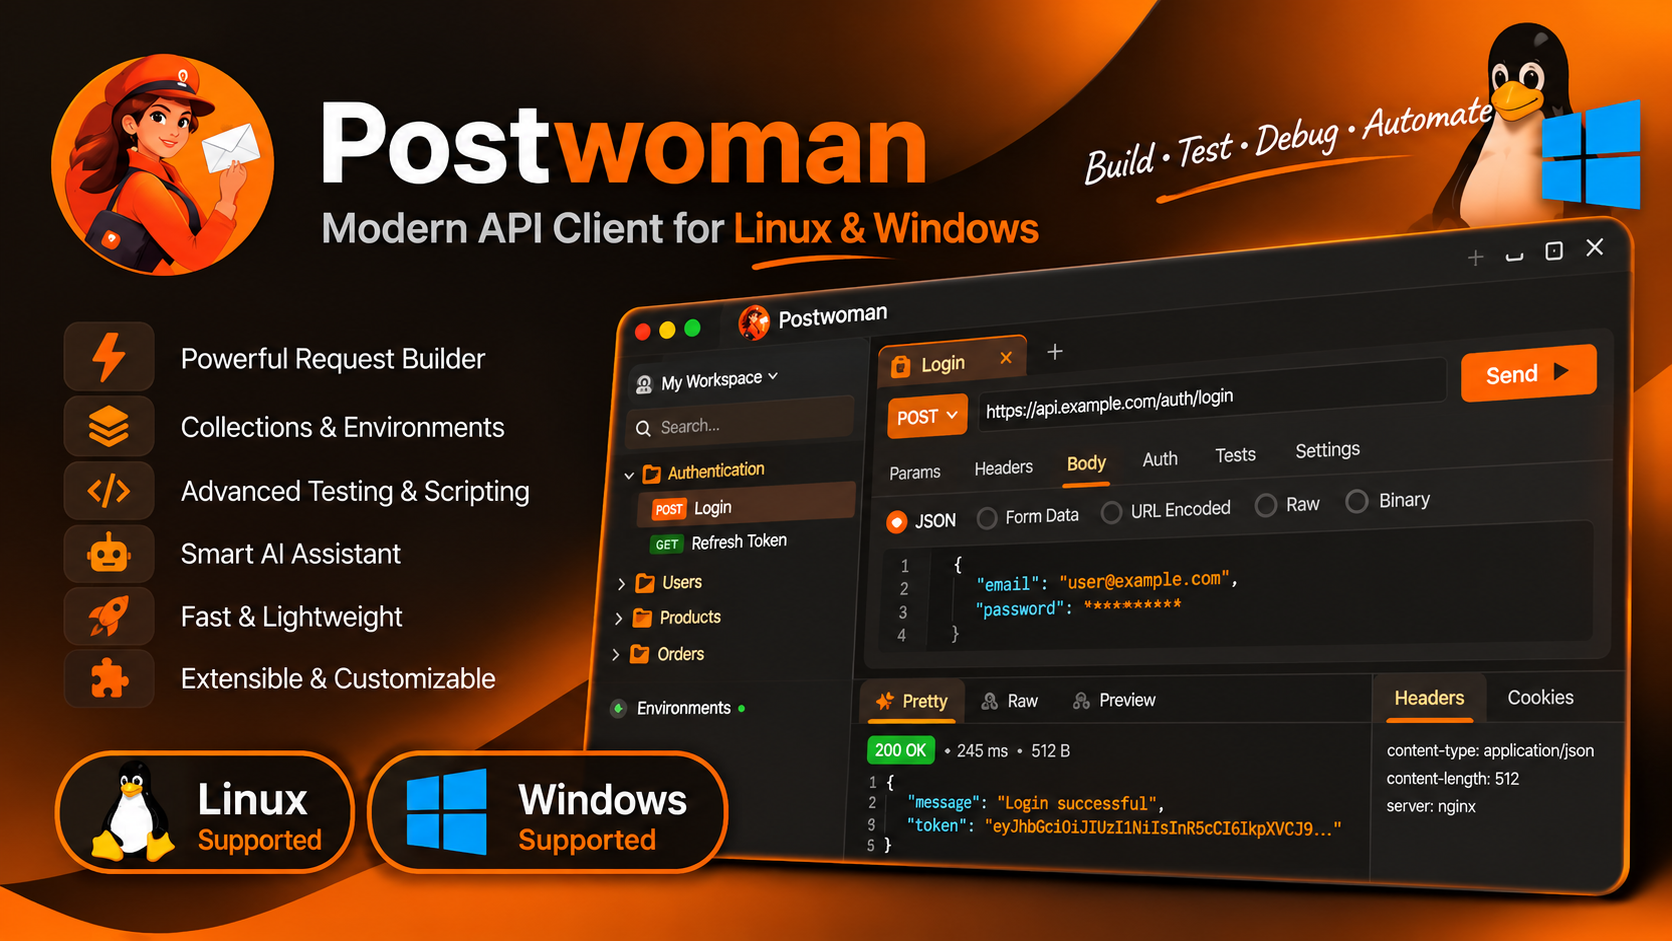 Postwoman
Modern API Client for Linux & Windows
Build • Test • Debug • Automate
Powerful Request Builder
Collections & Environments
Advanced Testing & Scripting
Smart AI Assistant
Fast & Lightweight
Extensible & Customizable
Linux
Supported
Windows
Supported
Postwoman
My Workspace
Search...
Authentication
POST Login
GET Refresh Token
Users
Products
Orders
Environments
Login
POST https://api.example.com/auth/login
Send
Params Headers Body Auth Tests Settings
JSON Form Data URL Encoded Raw Binary
1 {
2 "email": "user@example.com",
3 "password": "**********"
4 }
Pretty Raw Preview
200 OK • 245 ms • 512 B
1 {
2 "message": "Login successful",
3 "token": "eyJhbGciOiJIUzI1NiIsInR5cCI6IkpXVCJ9..."
5 }
Headers Cookies
content-type: application/json
content-length: 512
server: nginx